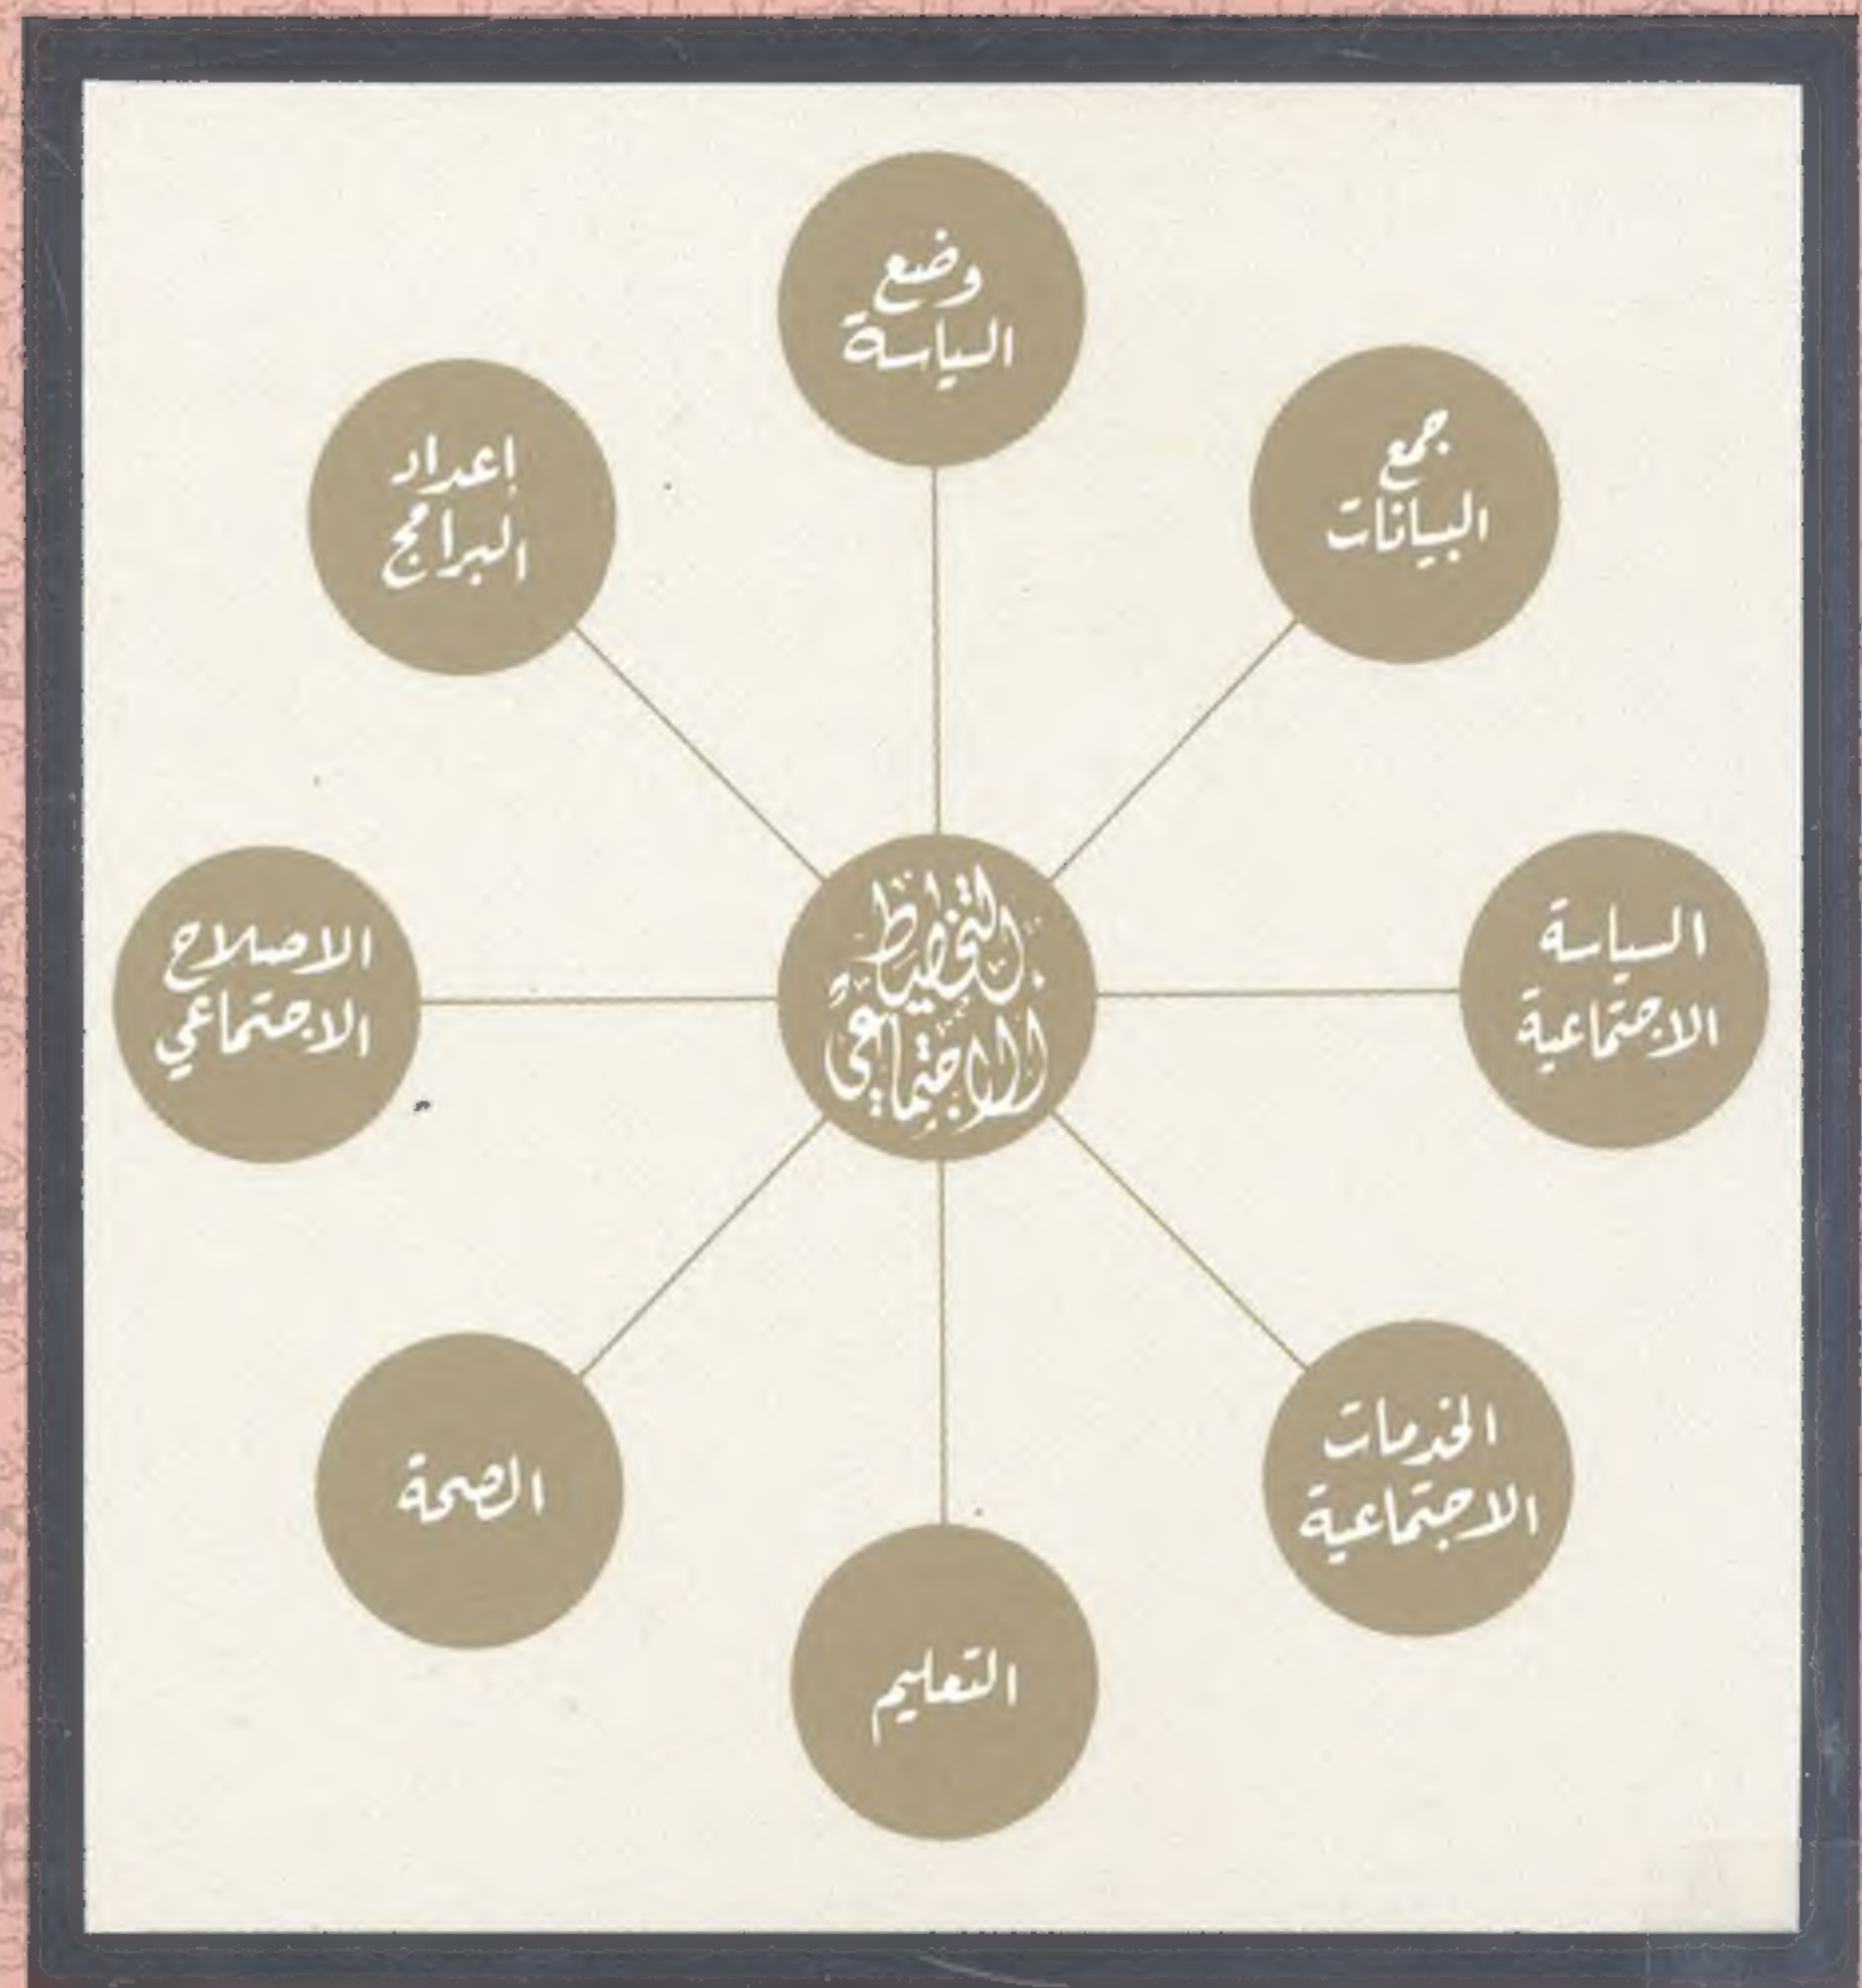 وضع
السياسة
جمع
البيانات
إعداد
البرامج
التخطيط
الاجتماعي
السياسة
الاجتماعية
الاصلاح
الاجتماعي
الخدمات
الاجتماعية
الصحة
التعليم